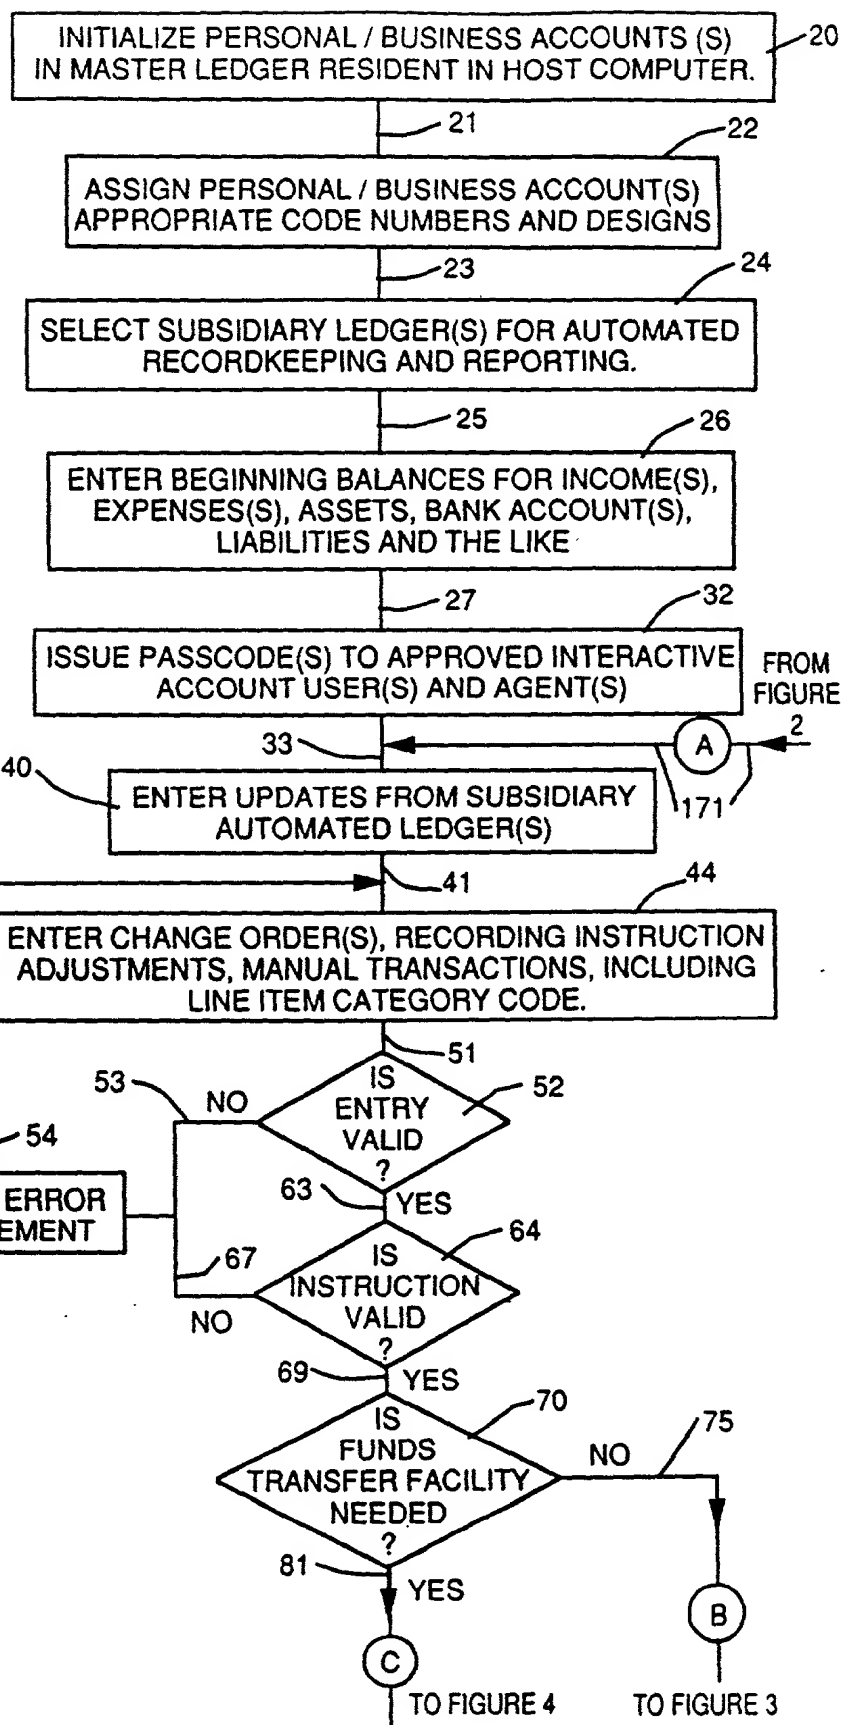 INITIALIZE PERSONAL / BUSINESS ACCOUNTS (S)
IN MASTER LEDGER RESIDENT IN HOST COMPUTER.
20
21
22
ASSIGN PERSONAL / BUSINESS ACCOUNT(S)
APPROPRIATE CODE NUMBERS AND DESIGNS
23
24
SELECT SUBSIDIARY LEDGER(S) FOR AUTOMATED
RECORDKEEPING AND REPORTING.
25
26
ENTER BEGINNING BALANCES FOR INCOME(S),
EXPENSES(S), ASSETS, BANK ACCOUNT(S),
LIABILITIES AND THE LIKE
27
32
ISSUE PASSCODE(S) TO APPROVED INTERACTIVE
ACCOUNT USER(S) AND AGENT(S)
FROM
FIGURE
2
33
A
171
40
ENTER UPDATES FROM SUBSIDIARY
AUTOMATED LEDGER(S)
41
44
ENTER CHANGE ORDER(S), RECORDING INSTRUCTION
ADJUSTMENTS, MANUAL TRANSACTIONS, INCLUDING
LINE ITEM CATEGORY CODE.
51
53
NO
IS
ENTRY
VALID
?
52
54
ERROR
EMENT
63
YES
67
NO
IS
INSTRUCTION
VALID
?
64
69
YES
IS
FUNDS
TRANSFER FACILITY
NEEDED
?
70
NO
75
81
YES
B
C
TO FIGURE 4
TO FIGURE 3